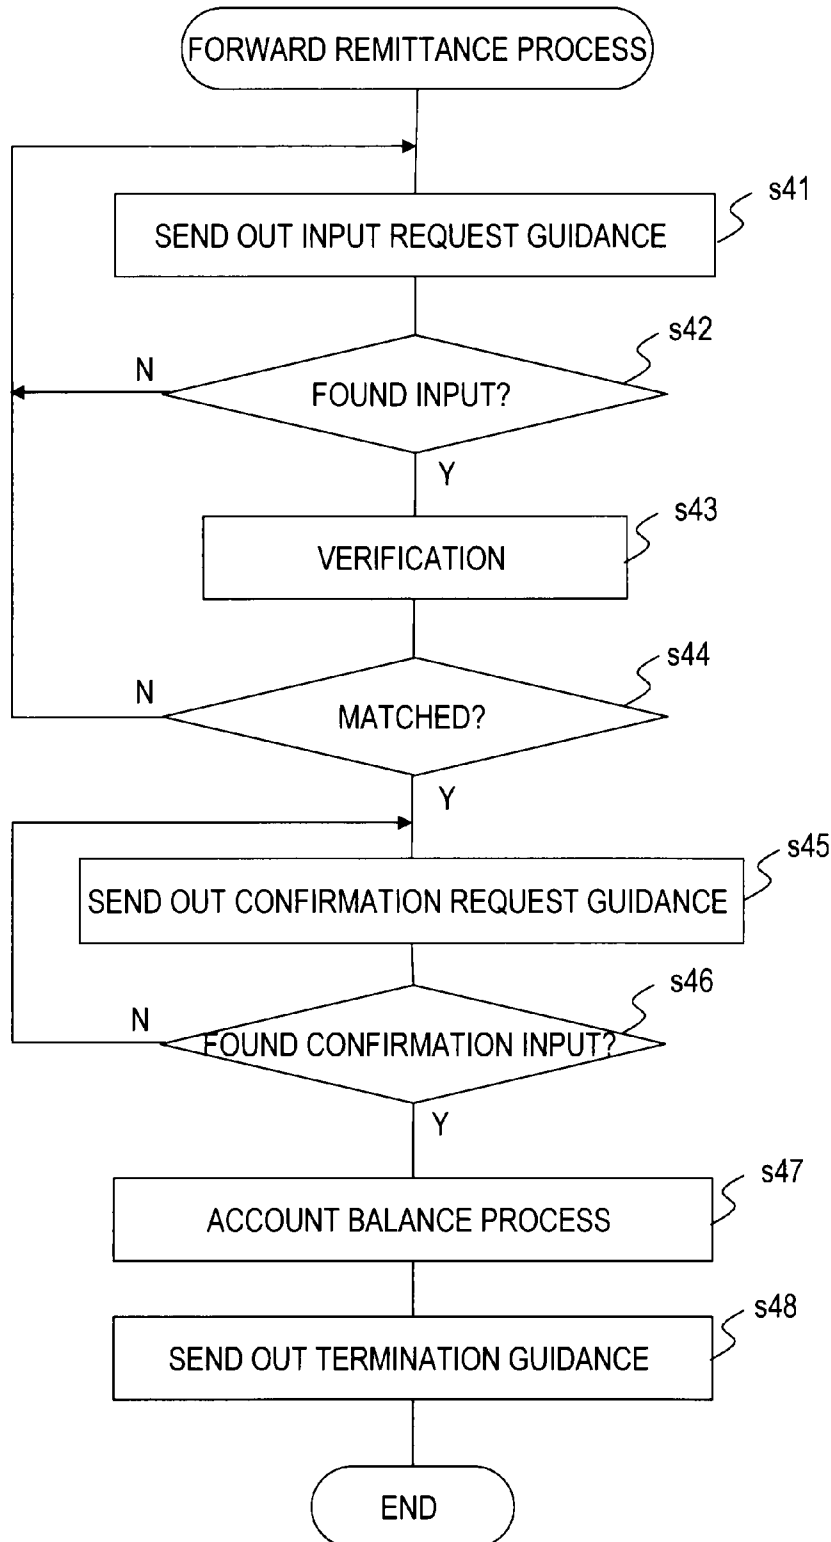 FORWARD REMITTANCE PROCESS
s41
SEND OUT INPUT REQUEST GUIDANCE
s42
N
FOUND INPUT?
Y
s43
VERIFICATION
s44
N
MATCHED?
Y
s45
SEND OUT CONFIRMATION REQUEST GUIDANCE
s46
N
FOUND CONFIRMATION INPUT?
Y
s47
ACCOUNT BALANCE PROCESS
s48
SEND OUT TERMINATION GUIDANCE
END